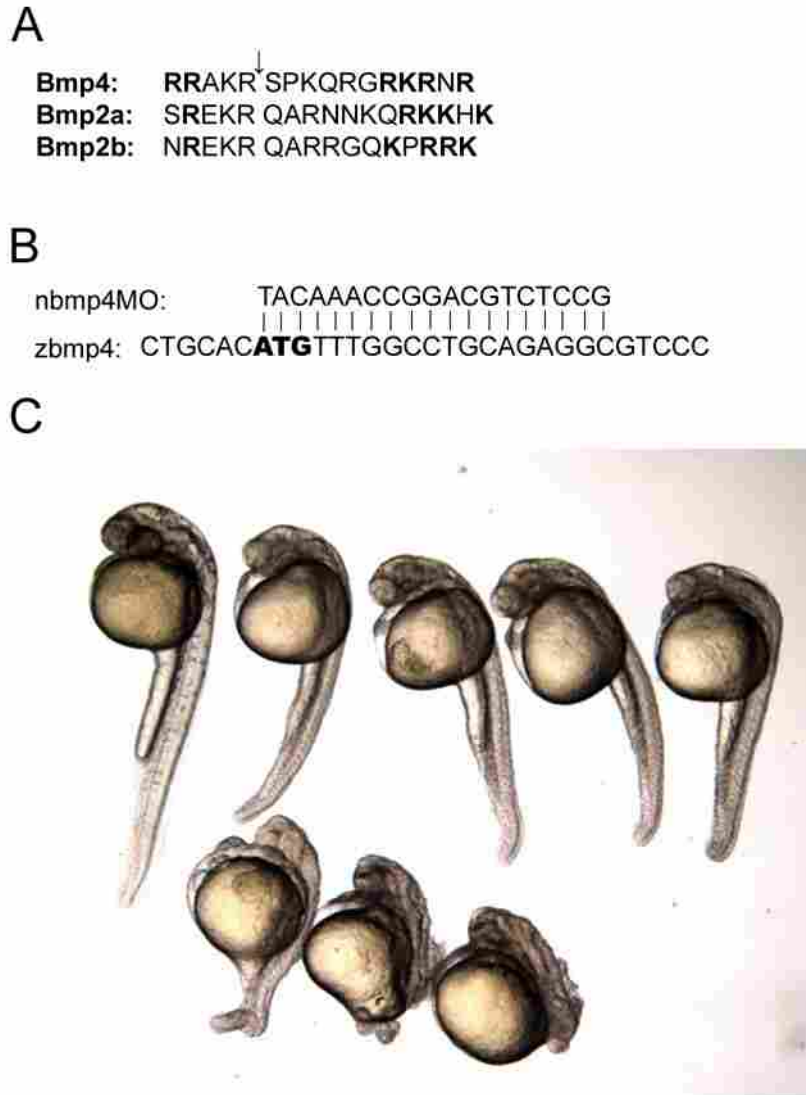 A
Bmp4: RRAKR↓SPKQRGRKRNR
Bmp2a: SREKR QARNNKQRKKHK
Bmp2b: NREKR QARRGQKPRRK
B
nbmp4MO: TACAAACCGGACGTCTCCG
zbmp4: CTGCACATGTTTGGCCTGCAGAGGCGTCCC
C